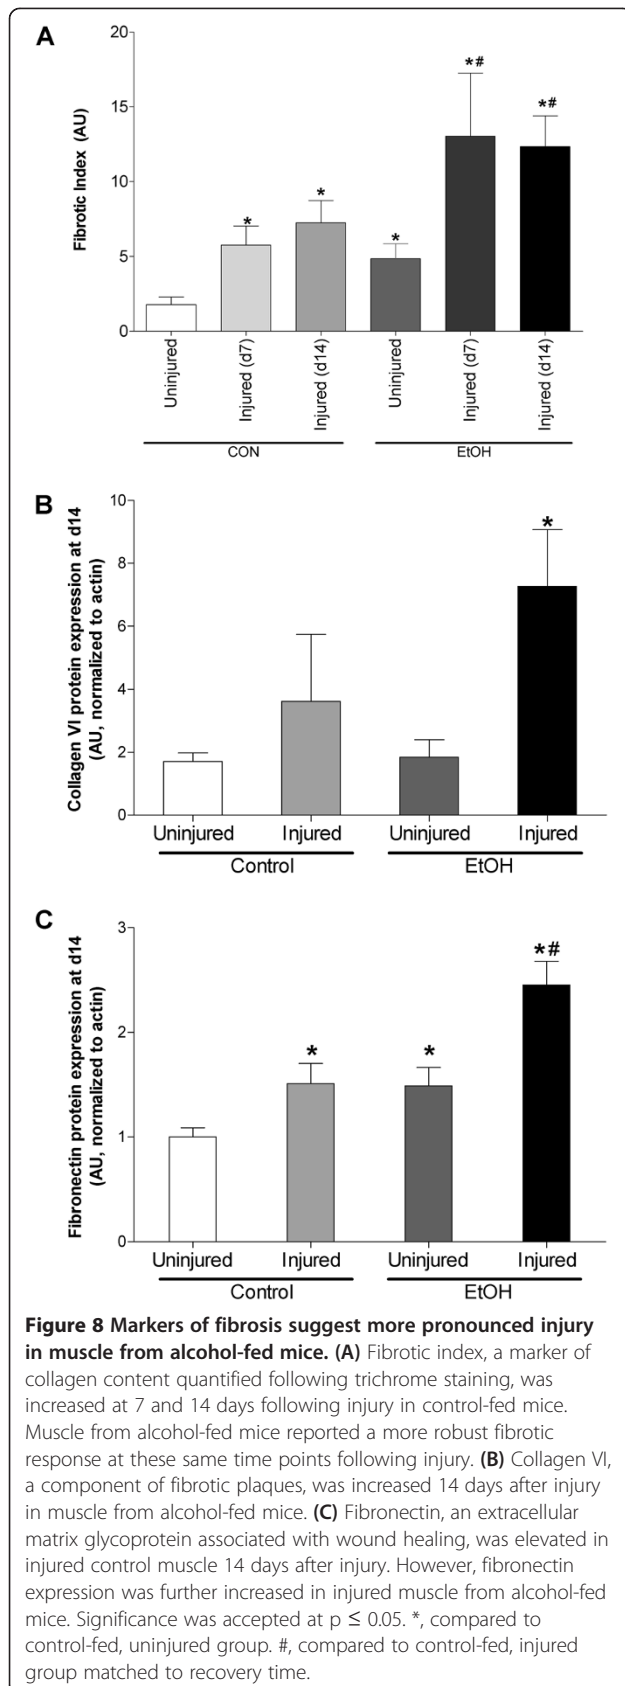 A
20
15
10
5
0
Fibrotic Index (AU)
* * * *# *#
Uninjured
Injured (d7)
Injured (d14)
Uninjured
Injured (d7)
Injured (d14)
CON EtOH
B
10
8
6
4
2
0
Collagen VI protein expression at d14
(AU, normalized to actin)
*
Uninjured Injured Uninjured Injured
Control EtOH
C
3
2
1
0
Fibronectin protein expression at d14
(AU, normalized to actin)
* * *#
Uninjured Injured Uninjured Injured
Control EtOH
Figure 8 Markers of fibrosis suggest more pronounced injury
in muscle from alcohol-fed mice. (A) Fibrotic index, a marker of
collagen content quantified following trichrome staining, was
increased at 7 and 14 days following injury in control-fed mice.
Muscle from alcohol-fed mice reported a more robust fibrotic
response at these same time points following injury. (B) Collagen VI,
a component of fibrotic plaques, was increased 14 days after injury
in muscle from alcohol-fed mice. (C) Fibronectin, an extracellular
matrix glycoprotein associated with wound healing, was elevated in
injured control muscle 14 days after injury. However, fibronectin
expression was further increased in injured muscle from alcohol-fed
mice. Significance was accepted at p ≤ 0.05. *, compared to
control-fed, uninjured group. #, compared to control-fed, injured
group matched to recovery time.